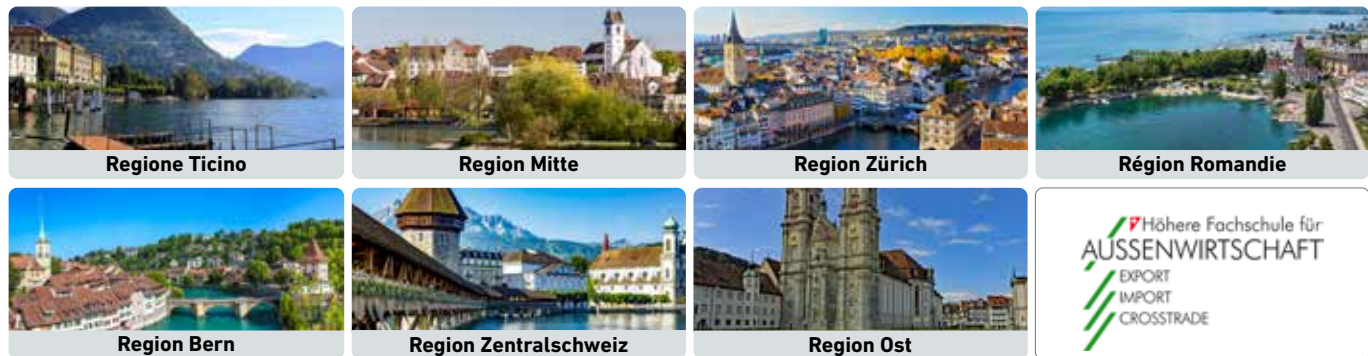 Regione Ticino
Region Mitte
Region Zürich
Région Romandie
Region Bern
Region Zentralschweiz
Region Ost
Höhere Fachschule für
AUSSENWIRTSCHAFT
EXPORT
IMPORT
CROSSTRADE